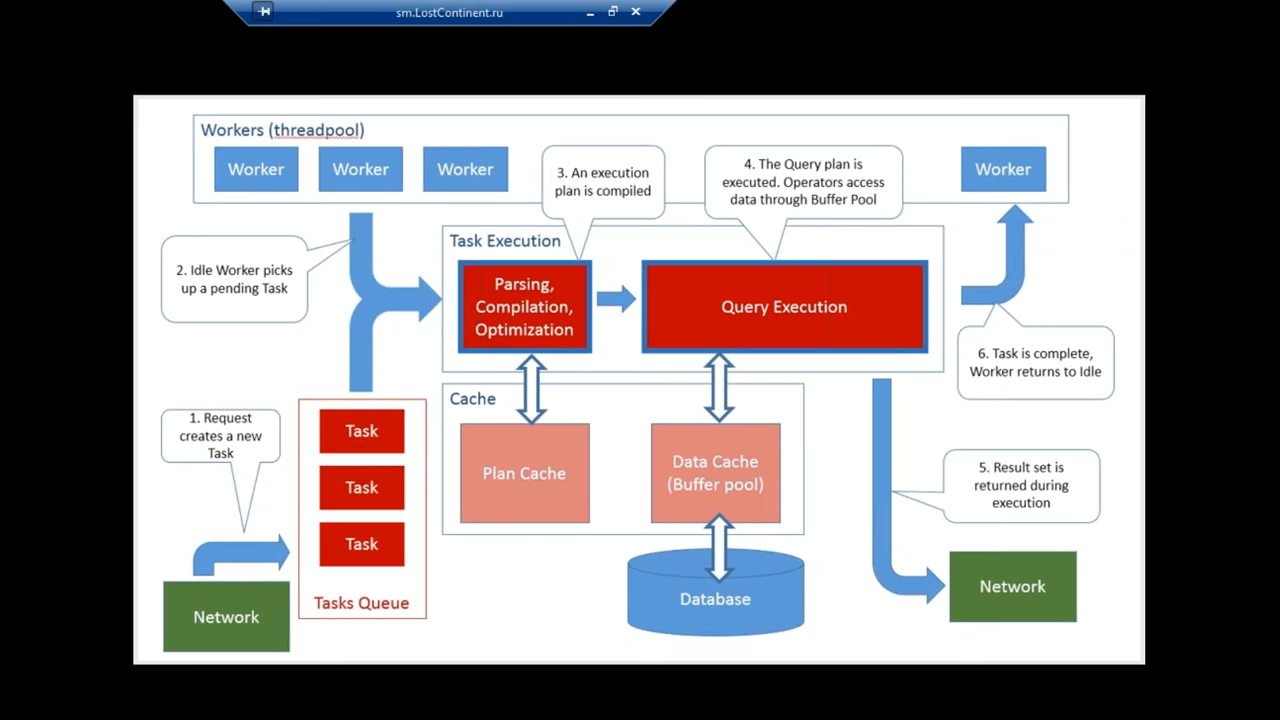 sm.LostContinent.ru
Workers (threadpool)
Worker
Worker
Worker
Worker
3. An execution
plan is compiled
4. The Query plan is
executed. Operators access
data through Buffer Pool
2. Idle Worker picks
up a pending Task
Task Execution
Parsing,
Compilation,
Optimization
Query Execution
6. Task is complete,
Worker returns to Idle
Cache
1. Request
creates a new
Task
Task
Task
Task
Tasks Queue
Plan Cache
Data Cache
(Buffer pool)
5. Result set is
returned during
execution
Network
Database
Network